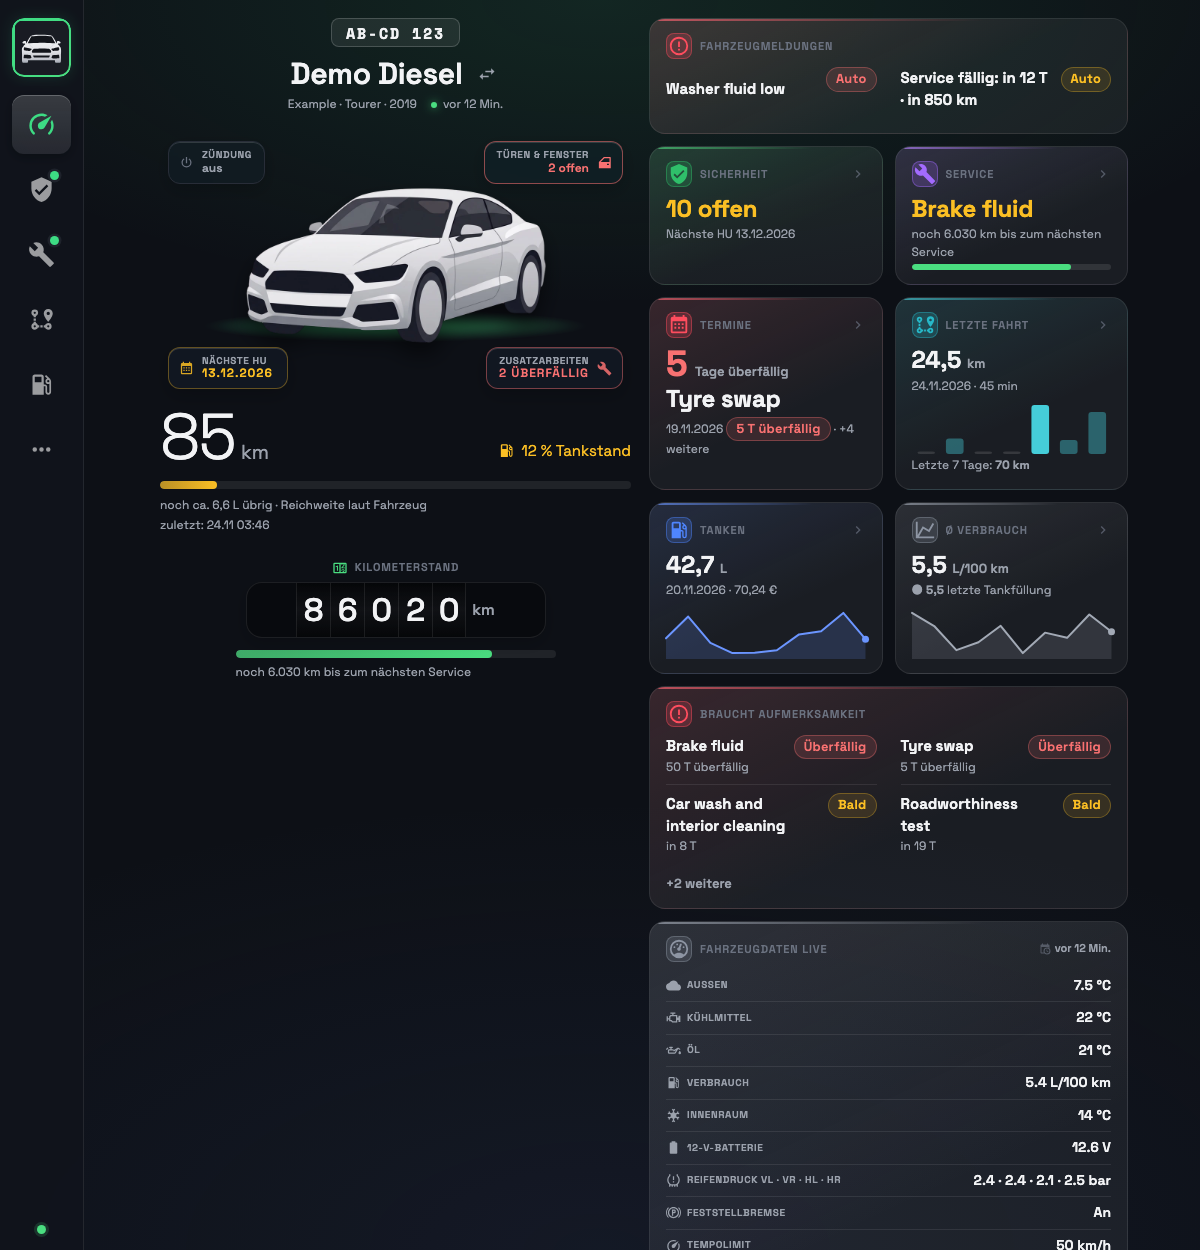 AB-CD 123
Demo Diesel
Example · Tourer · 2019 vor 12 Min.
ZÜNDUNG
aus
TÜREN & FENSTER
2 offen
NÄCHSTE HU
13.12.2026
ZUSATZARBEITEN
2 ÜBERFÄLLIG
85 km
12 % Tankstand
noch ca. 6,6 L übrig · Reichweite laut Fahrzeug
zuletzt: 24.11 03:46
KILOMETERSTAND
86020 km
noch 6.030 km bis zum nächsten Service
FAHRZEUGMELDUNGEN
Washer fluid low Auto
Service fällig: in 12 T
· in 850 km
Auto
SICHERHEIT
10 offen
Nächste HU 13.12.2026
SERVICE
Brake fluid
noch 6.030 km bis zum nächsten
Service
TERMINE
5 Tage überfällig
Tyre swap
19.11.2026 5 T überfällig · +4
weitere
LETZTE FAHRT
24,5 km
24.11.2026 · 45 min
Letzte 7 Tage: 70 km
TANKEN
42,7 L
20.11.2026 · 70,24 €
Ø VERBRAUCH
5,5 L/100 km
5,5 letzte Tankfüllung
BRAUCHT AUFMERKSAMKEIT
Brake fluid Überfällig
50 T überfällig
Tyre swap Überfällig
5 T überfällig
Car wash and
interior cleaning
Bald
in 8 T
Roadworthiness
test
Bald
in 19 T
+2 weitere
FAHRZEUGDATEN LIVE vor 12 Min.
AUSSEN 7.5 °C
KÜHLMITTEL 22 °C
ÖL 21 °C
VERBRAUCH 5.4 L/100 km
INNENRAUM 14 °C
12-V-BATTERIE 12.6 V
REIFENDRUCK VL · VR · HL · HR 2.4 · 2.4 · 2.1 · 2.5 bar
FESTSTELLBREMSE An
TEMPOLIMIT 50 km/h